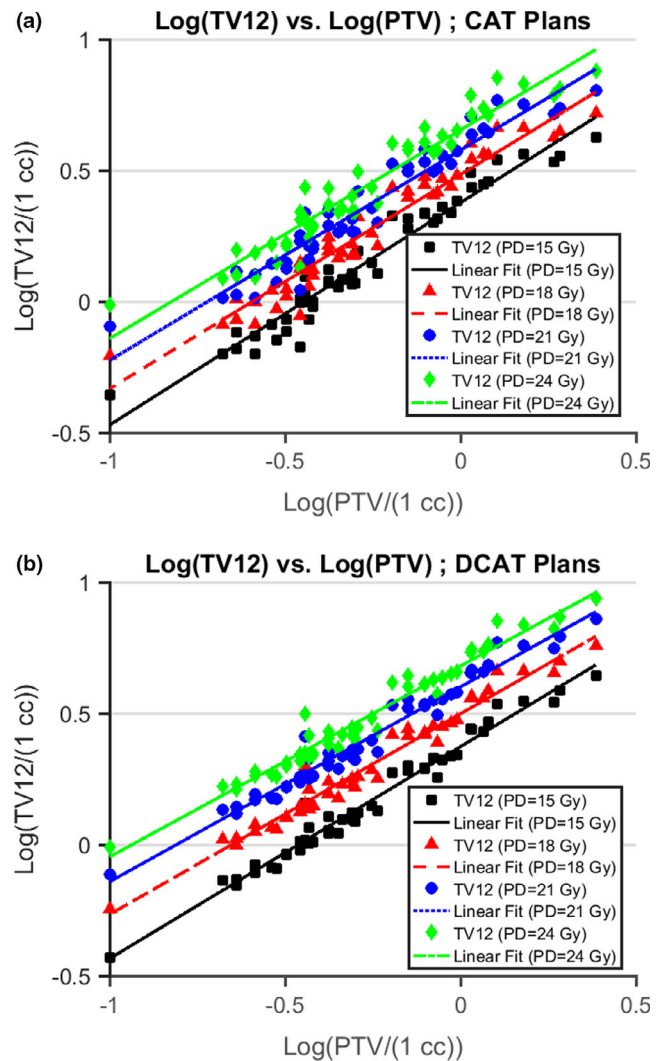 (a)
Log(TV12) vs. Log(PTV) ; CAT Plans
1
0.5
0
-0.5
Log(TV12/(1 cc))
-1
-0.5
0
0.5
Log(PTV/(1 cc))
TV12 (PD=15 Gy)
Linear Fit (PD=15 Gy)
TV12 (PD=18 Gy)
Linear Fit (PD=18 Gy)
TV12 (PD=21 Gy)
Linear Fit (PD=21 Gy)
TV12 (PD=24 Gy)
Linear Fit (PD=24 Gy)
(b)
Log(TV12) vs. Log(PTV) ; DCAT Plans
1
0.5
0
-0.5
Log(TV12/(1 cc))
-1
-0.5
0
0.5
Log(PTV/(1 cc))
TV12 (PD=15 Gy)
Linear Fit (PD=15 Gy)
TV12 (PD=18 Gy)
Linear Fit (PD=18 Gy)
TV12 (PD=21 Gy)
Linear Fit (PD=21 Gy)
TV12 (PD=24 Gy)
Linear Fit (PD=24 Gy)